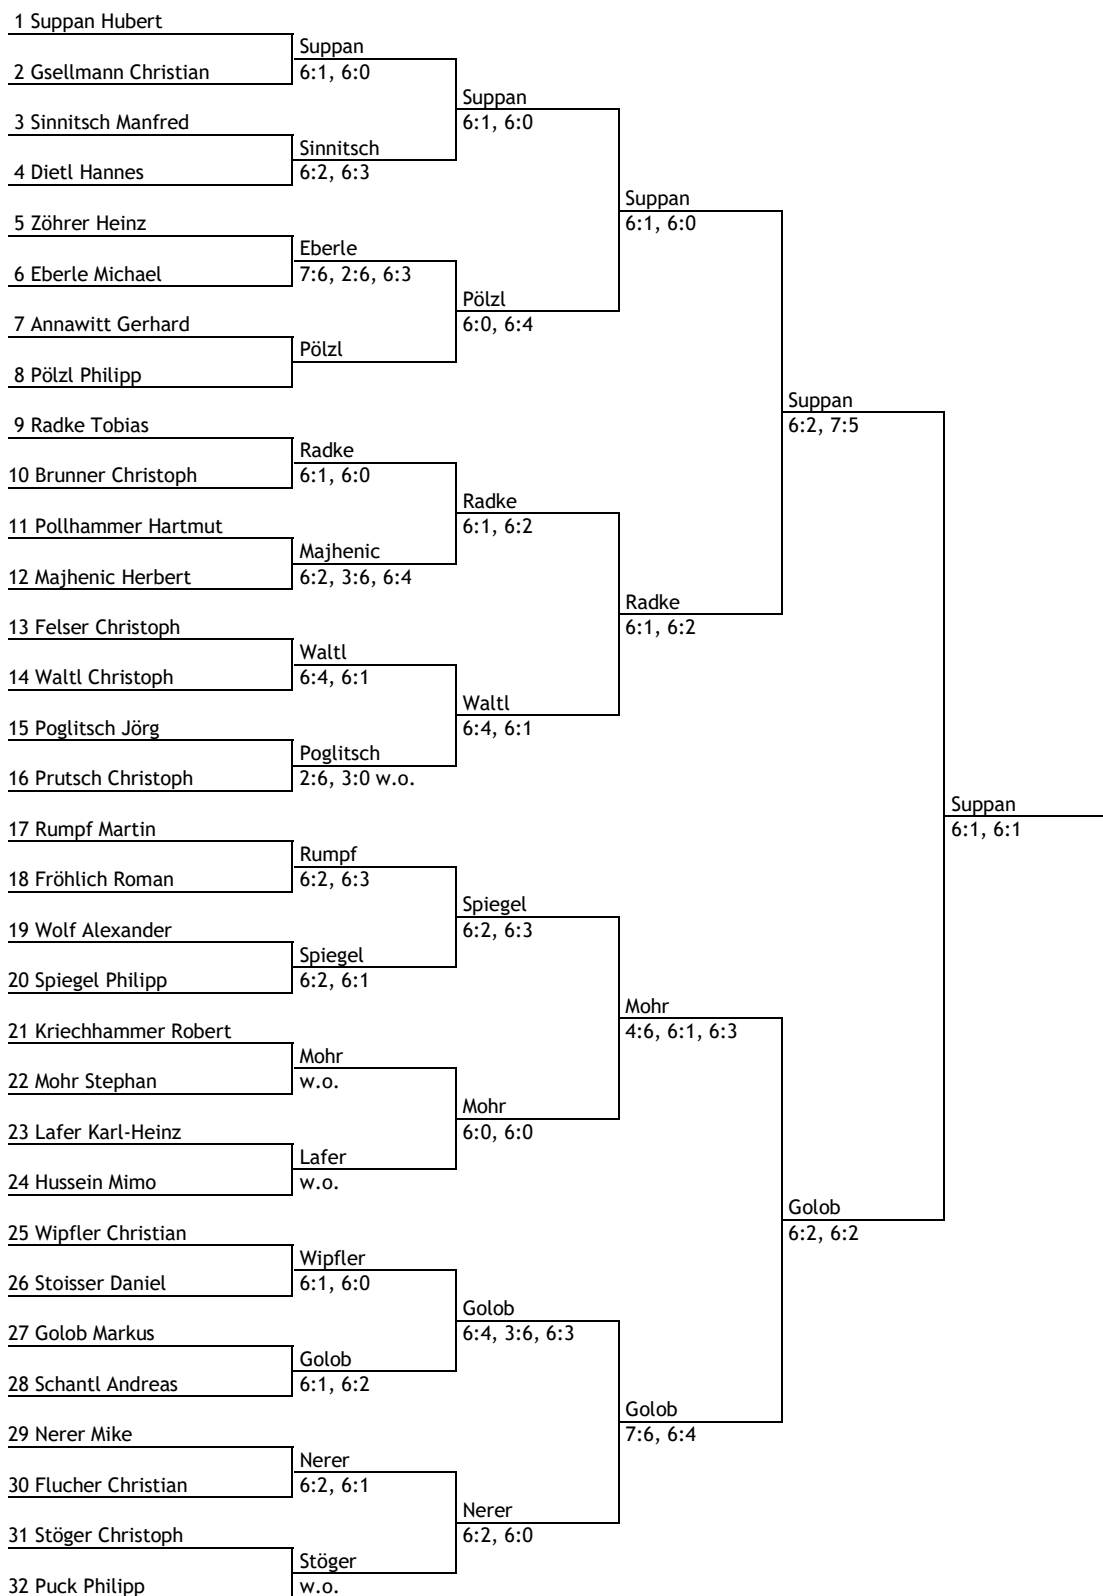 1 Suppan Hubert
Suppan
2 Gsellmann Christian
6:1, 6:0
Suppan
3 Sinnitsch Manfred
6:1, 6:0
Sinnitsch
4 Dietl Hannes
6:2, 6:3
Suppan
5 Zöhrer Heinz
6:1, 6:0
Eberle
6 Eberle Michael
7:6, 2:6, 6:3
Pölzl
7 Annawitt Gerhard
6:0, 6:4
Pölzl
8 Pölzl Philipp
Suppan
9 Radke Tobias
6:2, 7:5
Radke
10 Brunner Christoph
6:1, 6:0
Radke
11 Pollhammer Hartmut
6:1, 6:2
Majhenic
12 Majhenic Herbert
6:2, 3:6, 6:4
Radke
13 Felser Christoph
6:1, 6:2
Waltl
14 Waltl Christoph
6:4, 6:1
Waltl
15 Poglitsch Jörg
6:4, 6:1
Poglitsch
16 Prutsch Christoph
2:6, 3:0 w.o.
Suppan
17 Rumpf Martin
6:1, 6:1
Rumpf
18 Fröhlich Roman
6:2, 6:3
Spiegel
19 Wolf Alexander
6:2, 6:3
Spiegel
20 Spiegel Philipp
6:2, 6:1
Mohr
21 Kriechhammer Robert
4:6, 6:1, 6:3
Mohr
22 Mohr Stephan
w.o.
Mohr
23 Lafer Karl-Heinz
6:0, 6:0
Lafer
24 Hussein Mimo
w.o.
Golob
25 Wipfler Christian
6:2, 6:2
Wipfler
26 Stoisser Daniel
6:1, 6:0
Golob
27 Golob Markus
6:4, 3:6, 6:3
Golob
28 Schantl Andreas
6:1, 6:2
Golob
29 Nerer Mike
7:6, 6:4
Nerer
30 Flucher Christian
6:2, 6:1
Nerer
31 Stöger Christoph
6:2, 6:0
Stöger
32 Puck Philipp
w.o.